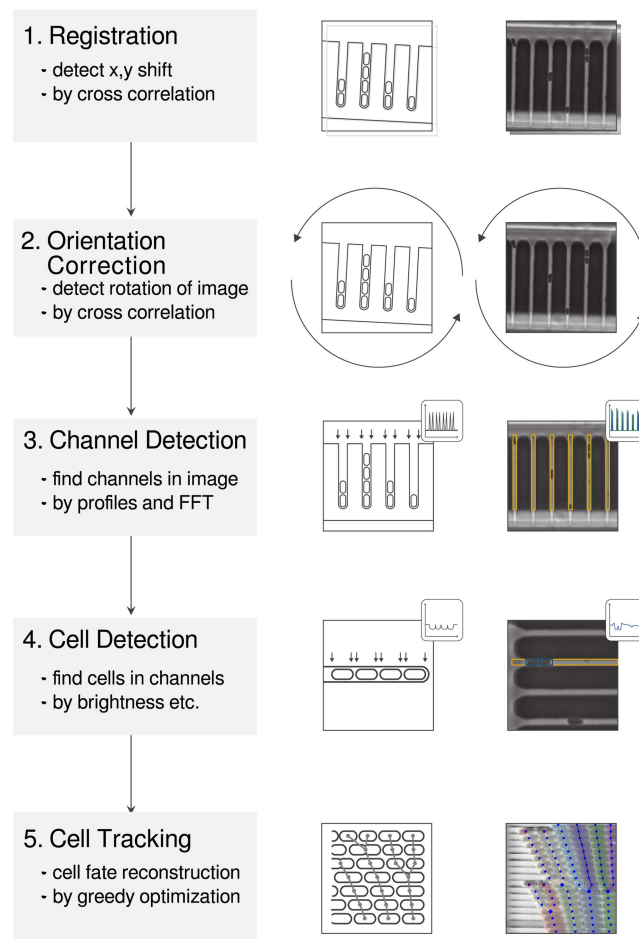 1. Registration
- detect x,y shift
- by cross correlation
2. Orientation
Correction
- detect rotation of image
- by cross correlation
3. Channel Detection
- find channels in image
- by profiles and FFT
4. Cell Detection
- find cells in channels
- by brightness etc.
5. Cell Tracking
- cell fate reconstruction
- by greedy optimization